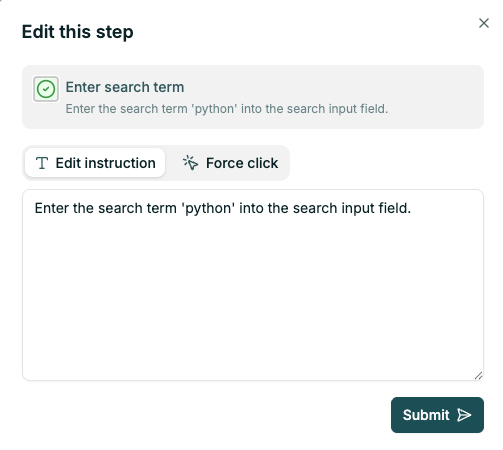 Edit this step
Enter search term
Enter the search term 'python' into the search input field.
Edit instruction
Force click
Enter the search term 'python' into the search input field.
Submit